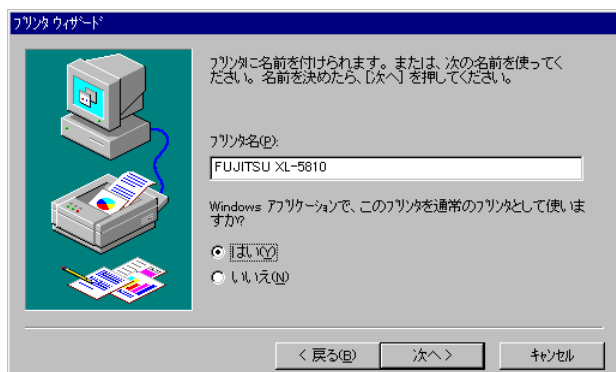 プリンタ ウィザード
プリンタに名前を付けられます。または、次の名前を使ってく
ださい。名前を決めたら、[次へ] を押してください。
プリンタ名(P):
FUJITSU XL-5810
Windows アプリケーションで、このプリンタを通常のプリンタとして使いま
すか?
はい(Y)
いいえ(N)
< 戻る(B)
次へ >
キャンセル